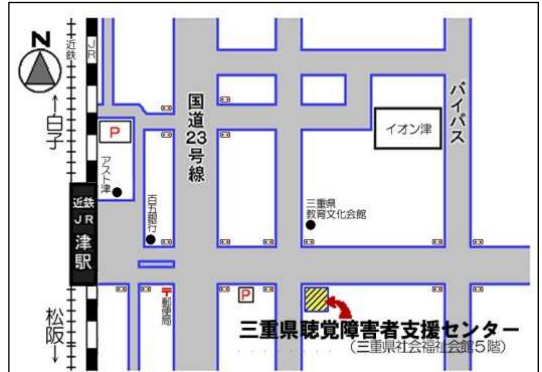 N
近鉄
JR
↑白子
P
アスト津
百五銀行
国道23号線
バイパス
イオン津
三重県
教育文化会館
近鉄
JR
津駅
〒郵便局
P
松阪↓
三重県聴覚障害者支援センター
(三重県社会福祉会館5階)